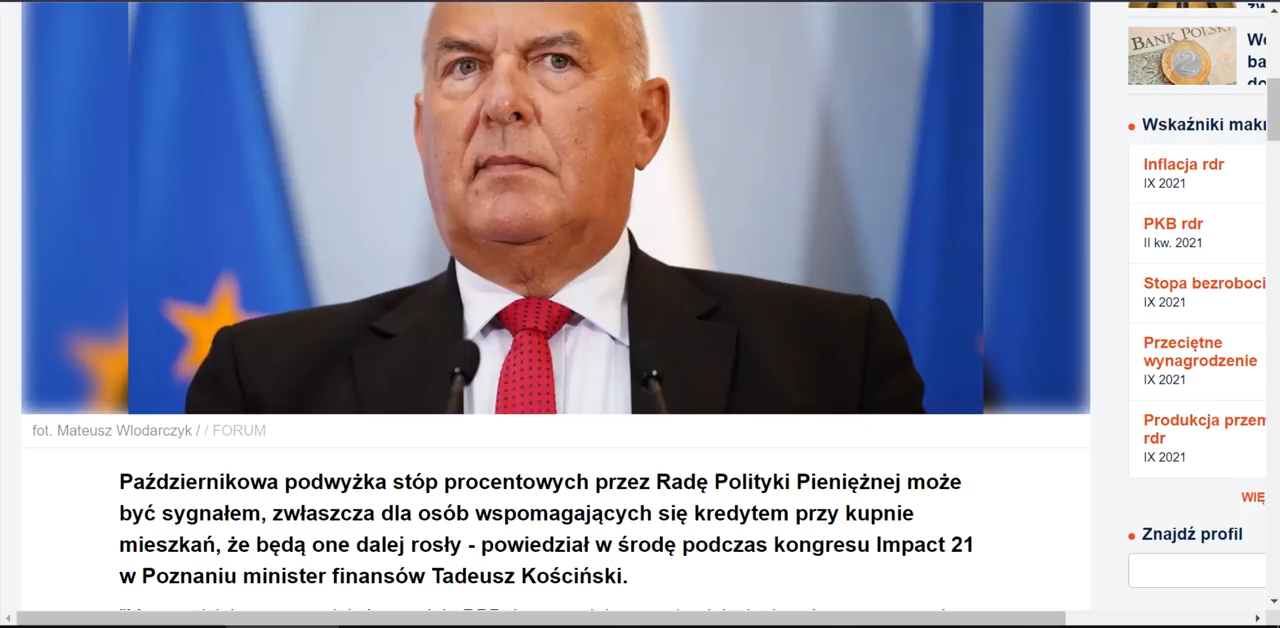 BANK POLSKI
2
Wskaźniki makr
Inflacja rdr
IX 2021
PKB rdr
II kw. 2021
Stopa bezroboci
IX 2021
Przeciętne
wynagrodzenie
IX 2021
Produkcja przem
rdr
IX 2021
WIĘ
Znajdź profil
fot. Mateusz Wlodarczyk / / FORUM
Październikowa podwyżka stóp procentowych przez Radę Polityki Pieniężnej może
być sygnałem, zwłaszcza dla osób wspomagających się kredytem przy kupnie
mieszkań, że będą one dalej rosły - powiedział w środę podczas kongresu Impact 21
w Poznaniu minister finansów Tadeusz Kościński.